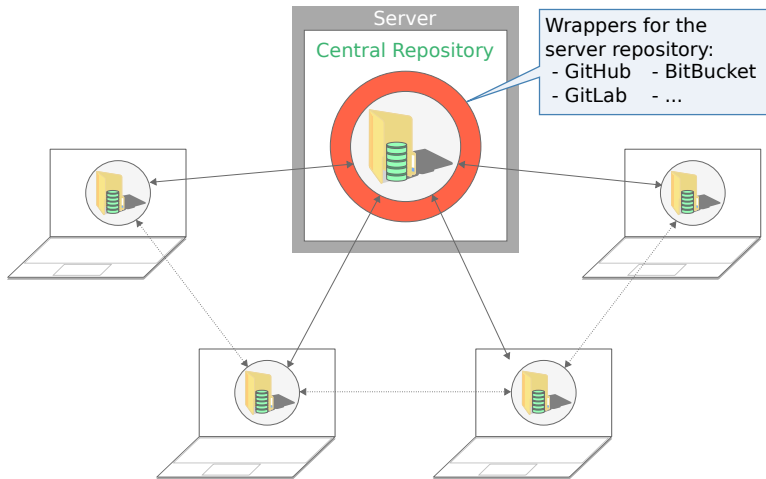 Server
Central Repository
Wrappers for the
server repository:
- GitHub - BitBucket
- GitLab - ...